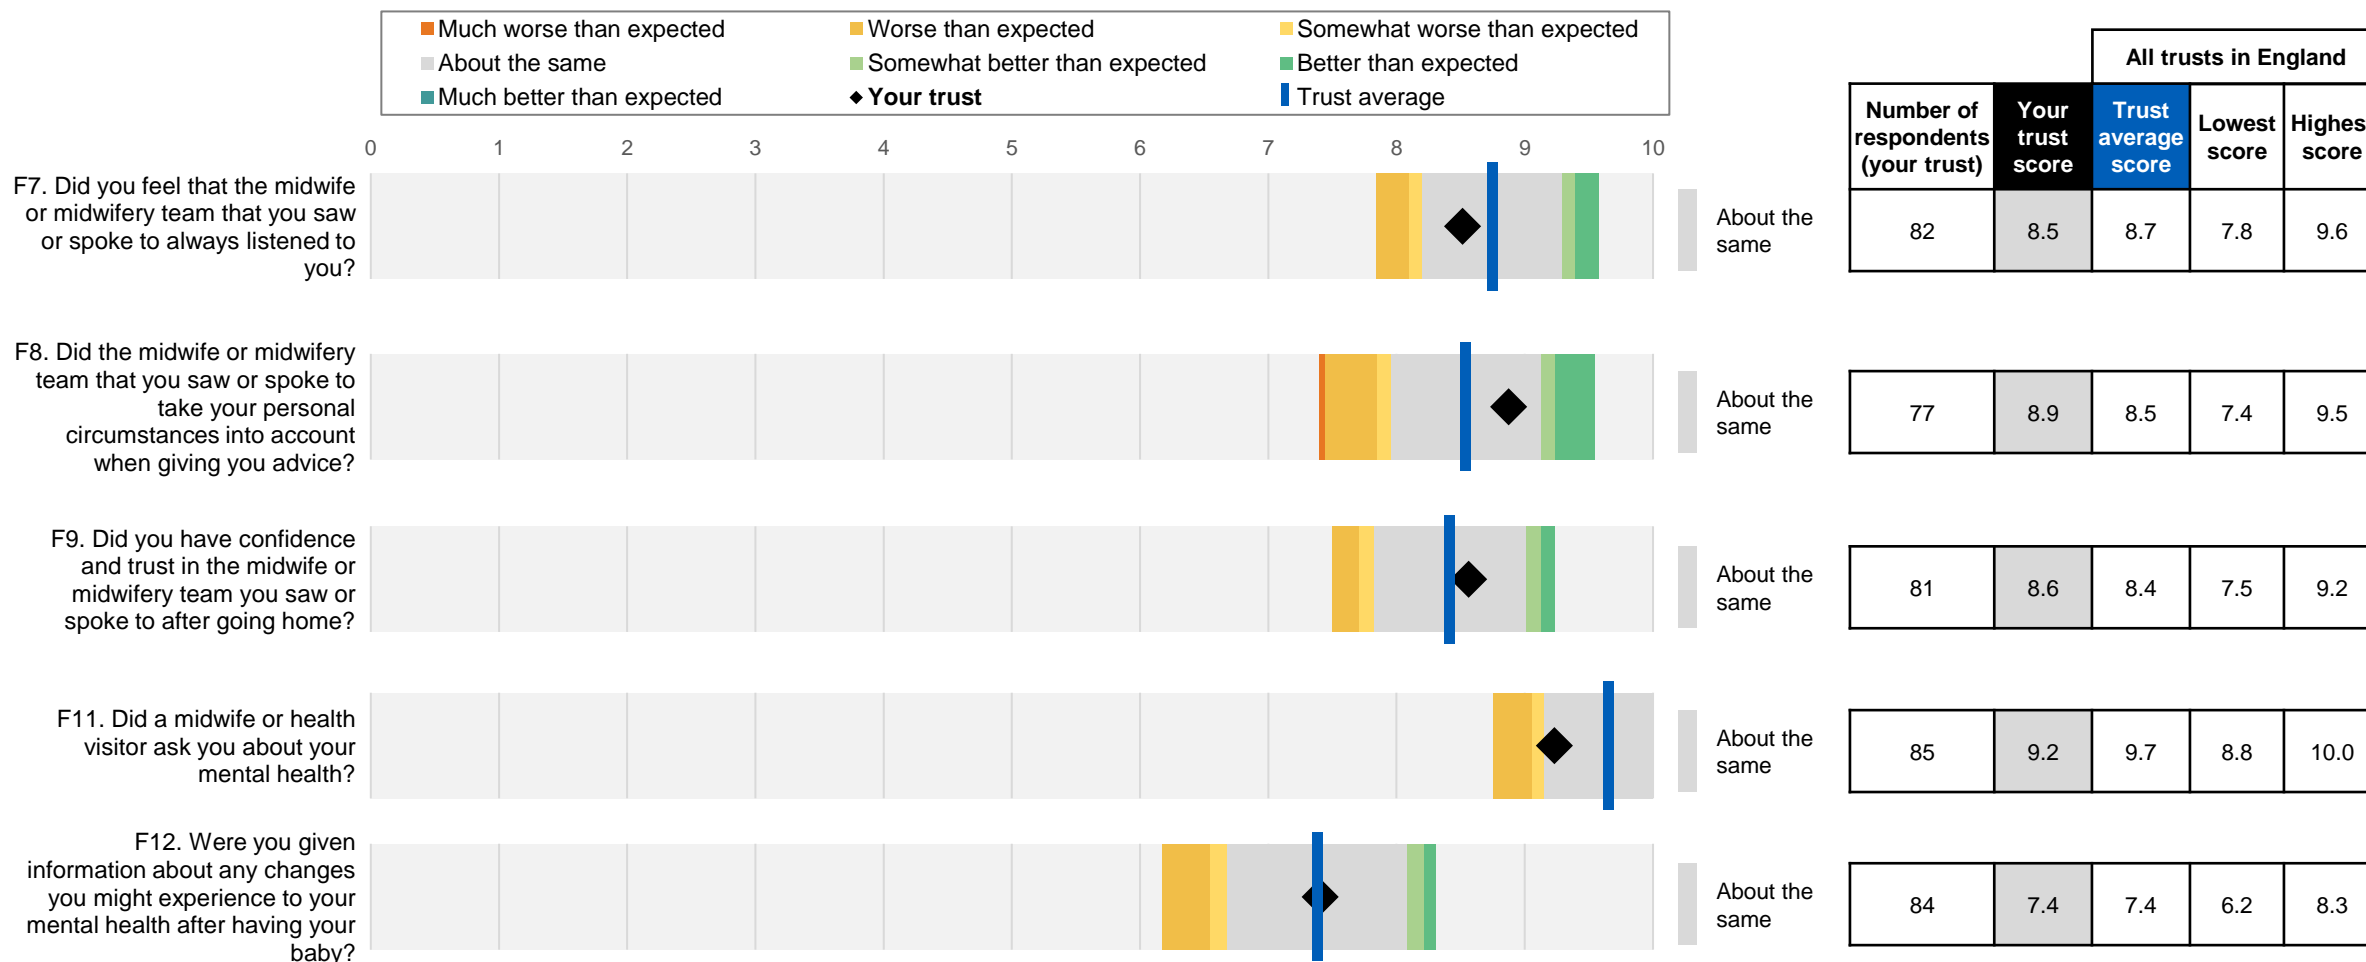 Much worse than expected
Worse than expected
Somewhat worse than expected
About the same
Somewhat better than expected
Better than expected
Much better than expected
Your trust
Trust average
All trusts in England
Number of
respondents
(your trust)
Your
trust
score
Trust
average
score
Lowest
score
Highes
score
0 1 2 3 4 5 6 7 8 9 10
F7. Did you feel that the midwife
or midwifery team that you saw
or spoke to always listened to
you?
About the
same
82 8.5 8.7 7.8 9.6
F8. Did the midwife or midwifery
team that you saw or spoke to
take your personal
circumstances into account
when giving you advice?
About the
same
77 8.9 8.5 7.4 9.5
F9. Did you have confidence
and trust in the midwife or
midwifery team you saw or
spoke to after going home?
About the
same
81 8.6 8.4 7.5 9.2
F11. Did a midwife or health
visitor ask you about your
mental health?
About the
same
85 9.2 9.7 8.8 10.0
F12. Were you given
information about any changes
you might experience to your
mental health after having your
baby?
About the
same
84 7.4 7.4 6.2 8.3